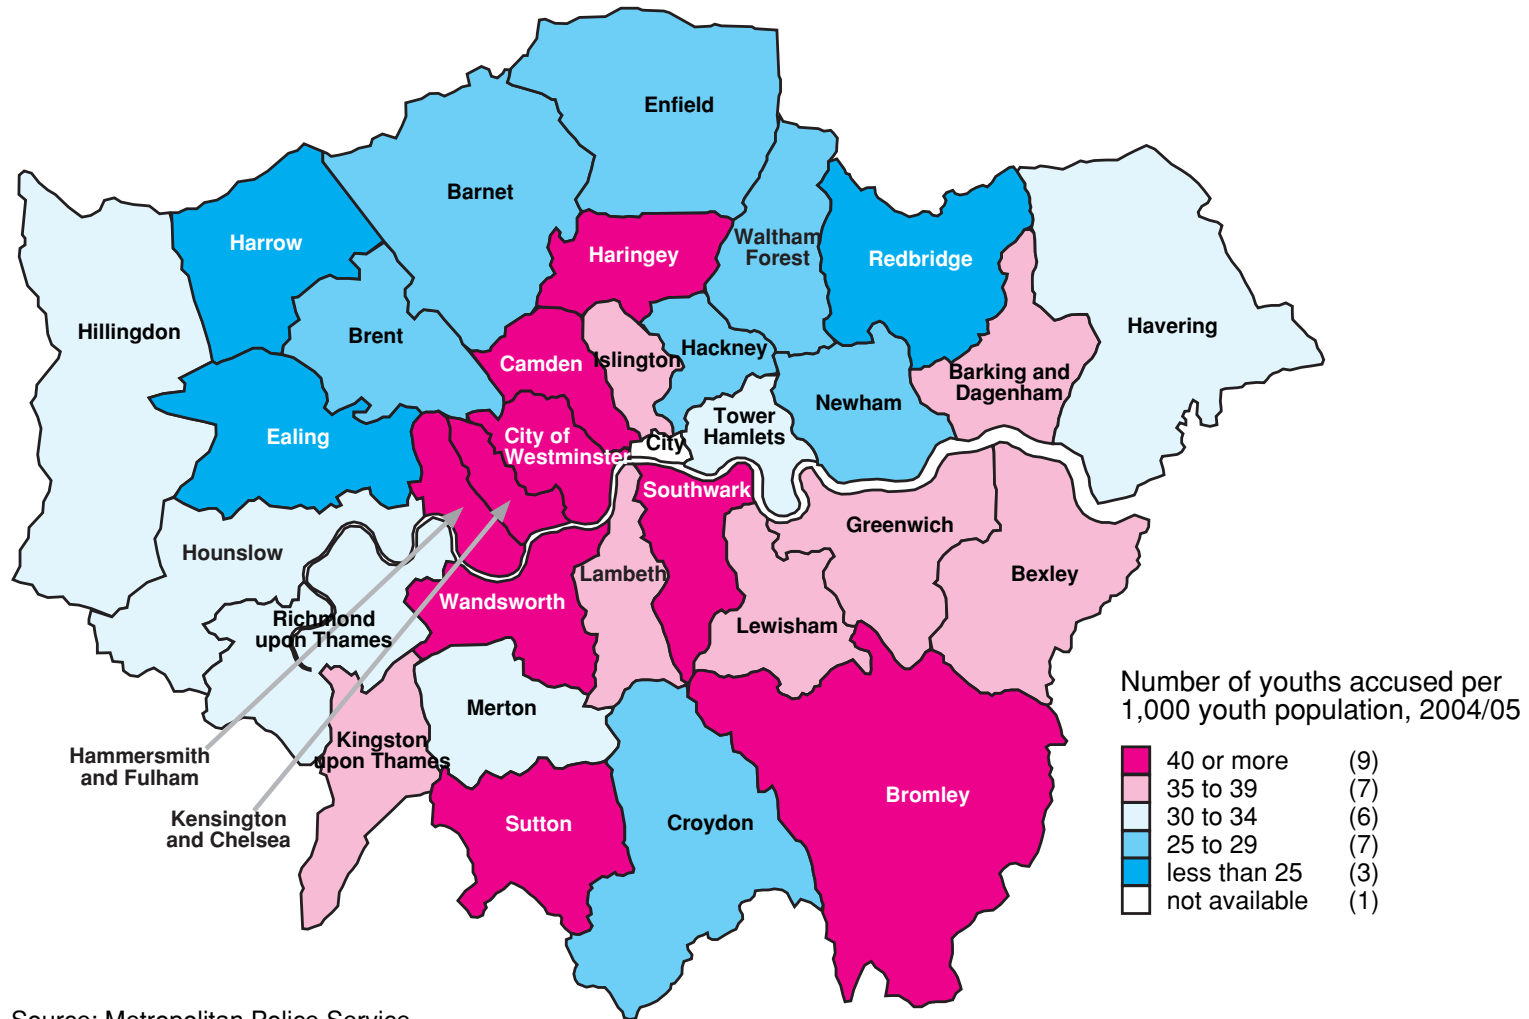 Enfield
Barnet
Harrow
Haringey
Waltham
Forest
Redbridge
Hillingdon
Brent
Havering
Camden
Islington
Hackney
Barking and
Dagenham
Ealing
City of
Westminster
City
Tower
Hamlets
Newham
Southwark
Greenwich
Hounslow
Lambeth
Bexley
Wandsworth
Richmond
upon Thames
Lewisham
Merton
Kingston
upon Thames
Hammersmith
and Fulham
Kensington
and Chelsea
Sutton
Croydon
Bromley
Number of youths accused per
1,000 youth population, 2004/05
40 or more (9)
35 to 39 (7)
30 to 34 (6)
25 to 29 (7)
less than 25 (3)
not available (1)
Source: Metropolitan Police Service